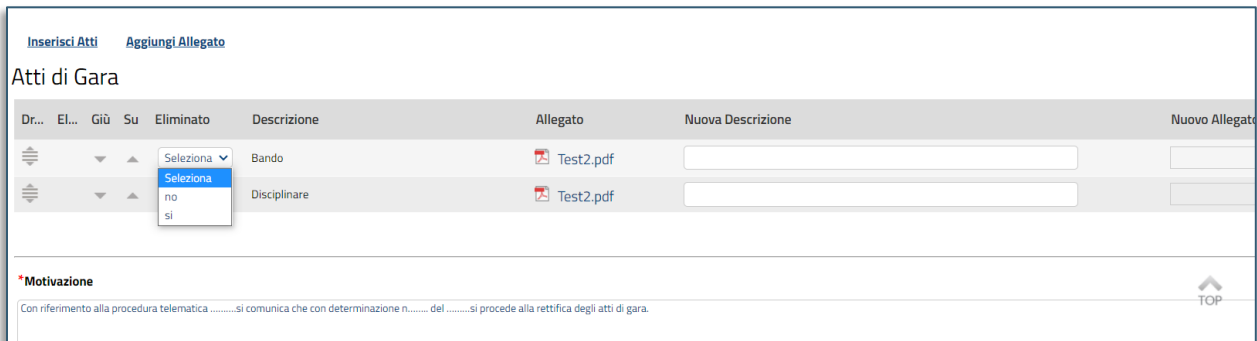 Inserisci Atti Aggiungi Allegato
Atti di Gara
Dr... El... Giù Su Eliminato Descrizione Allegato Nuova Descrizione Nuovo Allegato
Seleziona Bando Test2.pdf
Seleziona
no Disciplinare Test2.pdf
si
*Motivazione
TOP
Con riferimento alla procedura telematica ..........si comunica che con determinazione n........ del .........si procede alla rettifica degli atti di gara.